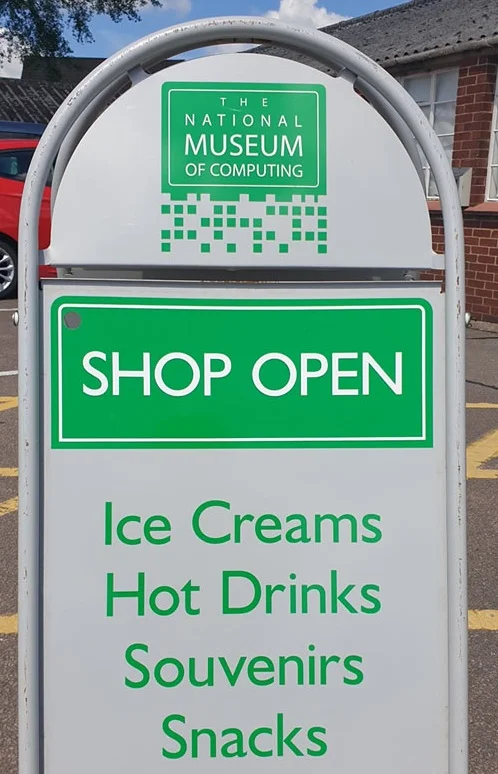 THE
NATIONAL
MUSEUM
OF COMPUTING
SHOP OPEN
Ice Creams
Hot Drinks
Souvenirs
Snacks